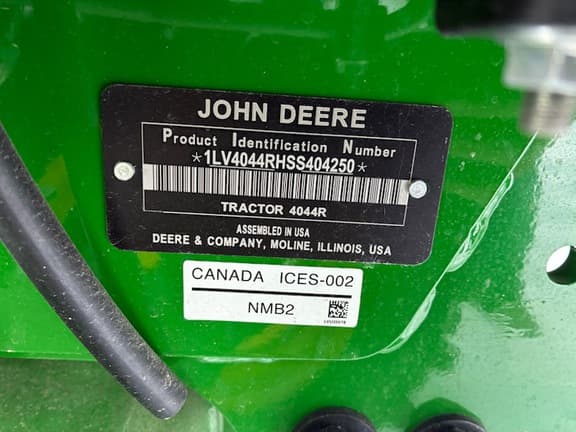 JOHN DEERE
Product Identification Number
*1LV4044RHSS404250*
TRACTOR 4044R
ASSEMBLED IN USA
DEERE & COMPANY, MOLINE, ILLINOIS, USA
CANADA ICES-002
NMB2